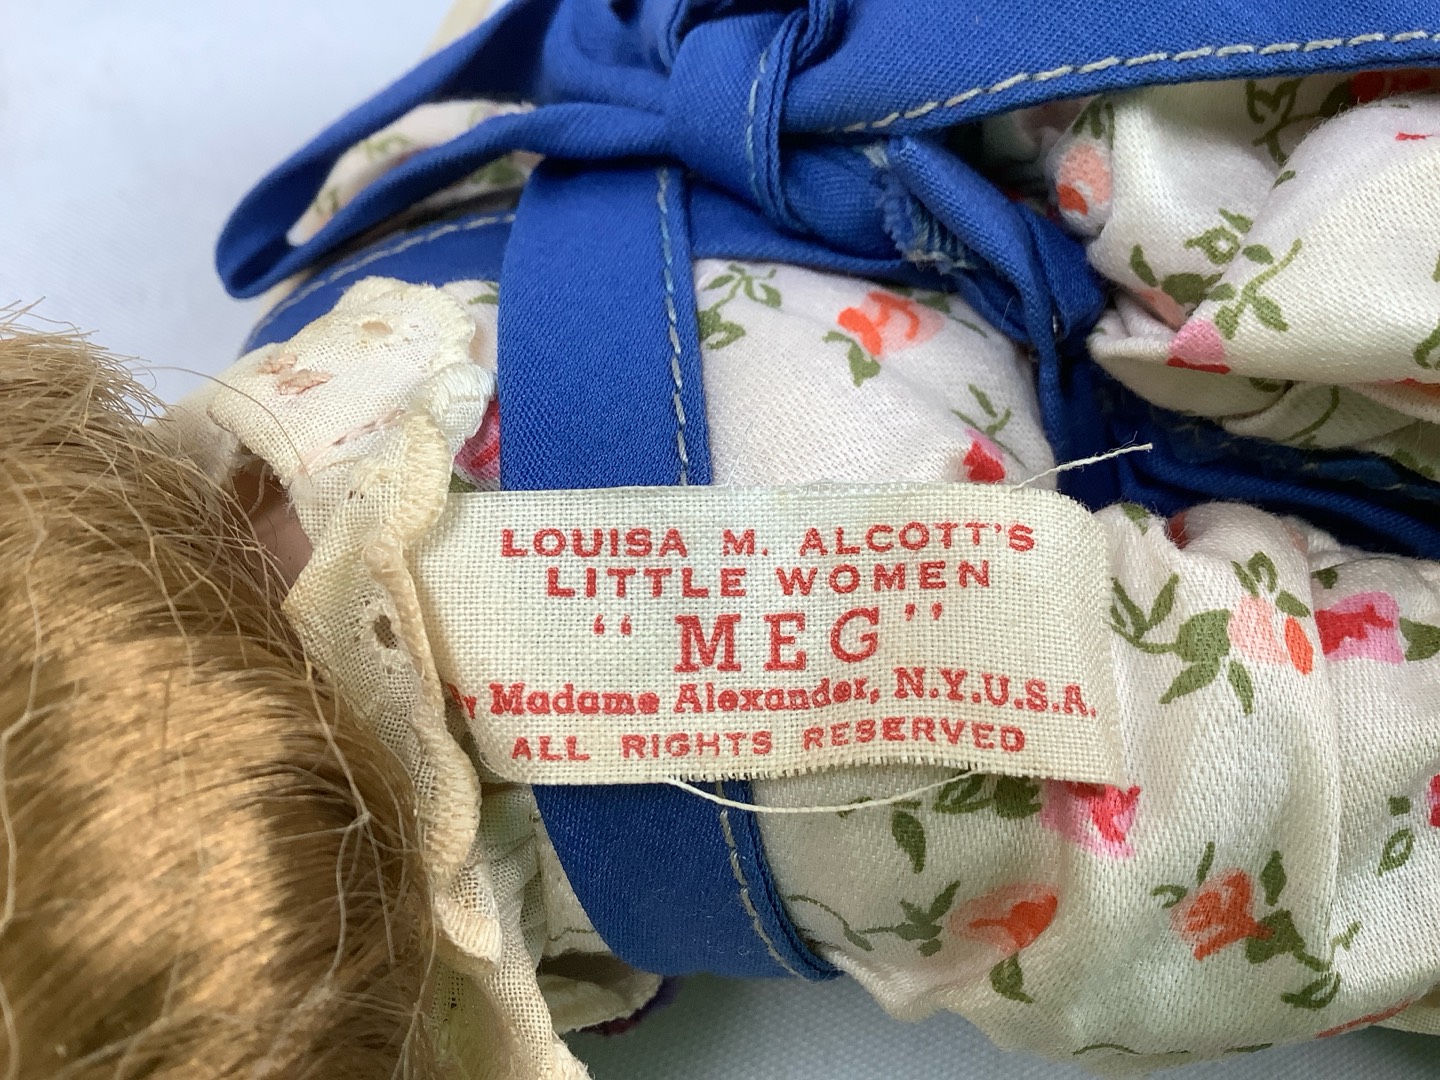 LOUISA M. ALCOTT'S
LITTLE WOMEN
“ MEG ”
By Madame Alexander, N.Y.U.S.A.
ALL RIGHTS RESERVED